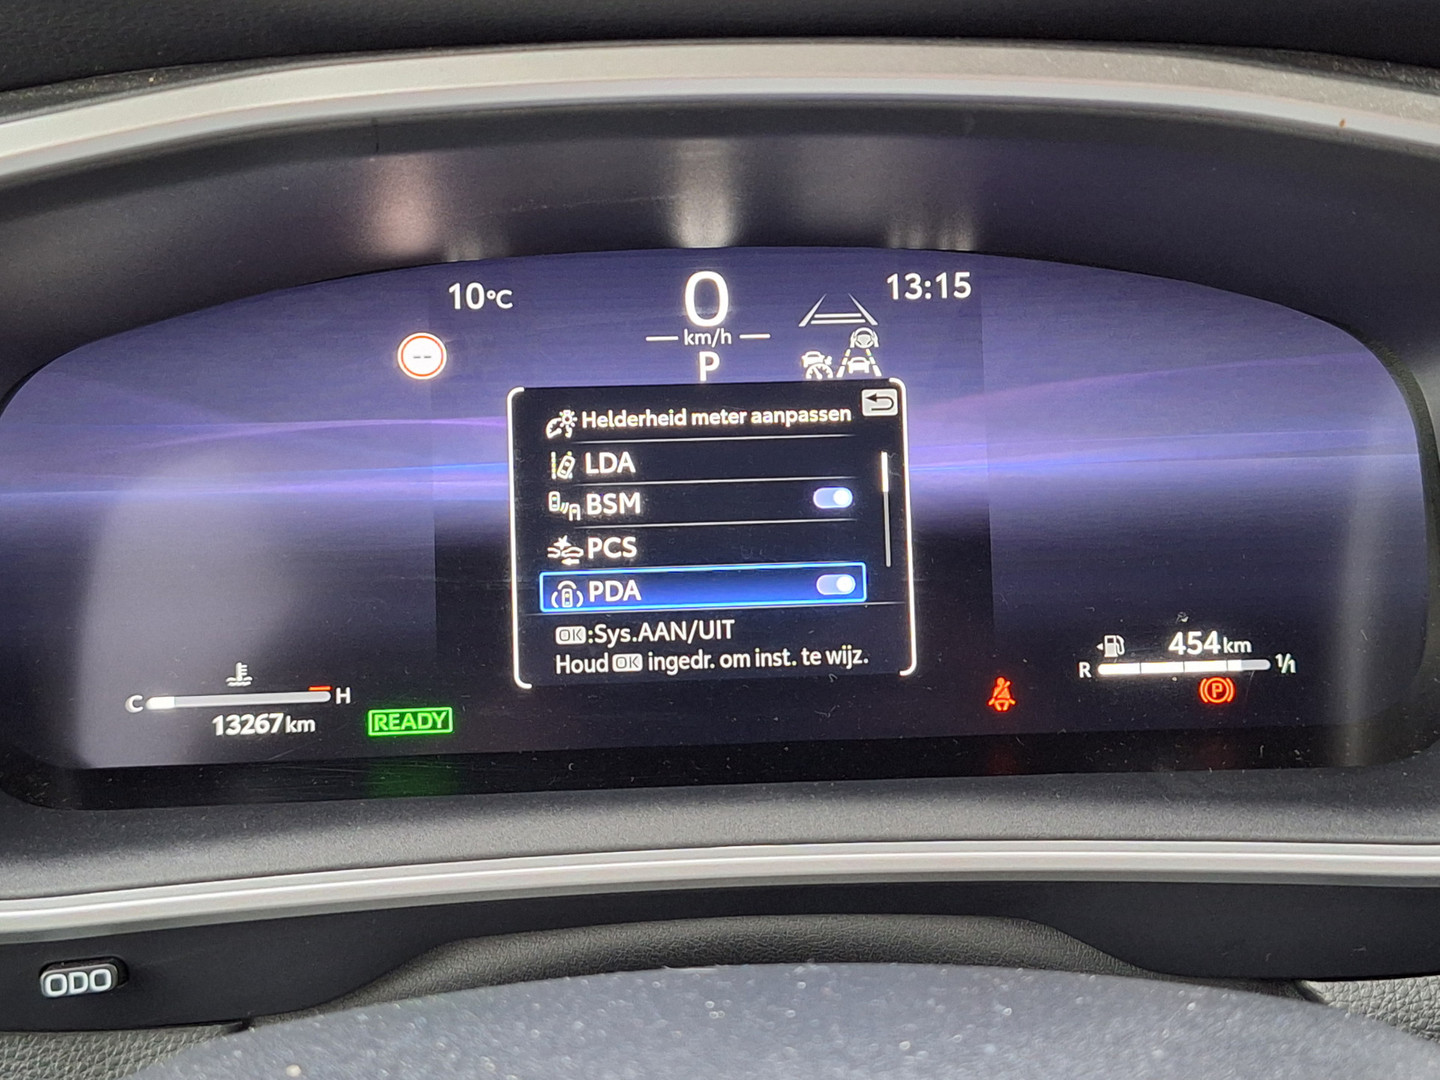 10°C
0
13:15
km/h
--
P
Helderheid meter aanpassen
LDA
BSM
PCS
PDA
OK:Sys.AAN/UIT
Houd OK ingedr. om inst. te wijz.
454km
R 1/1
C H
13267km
READY
P
ODO